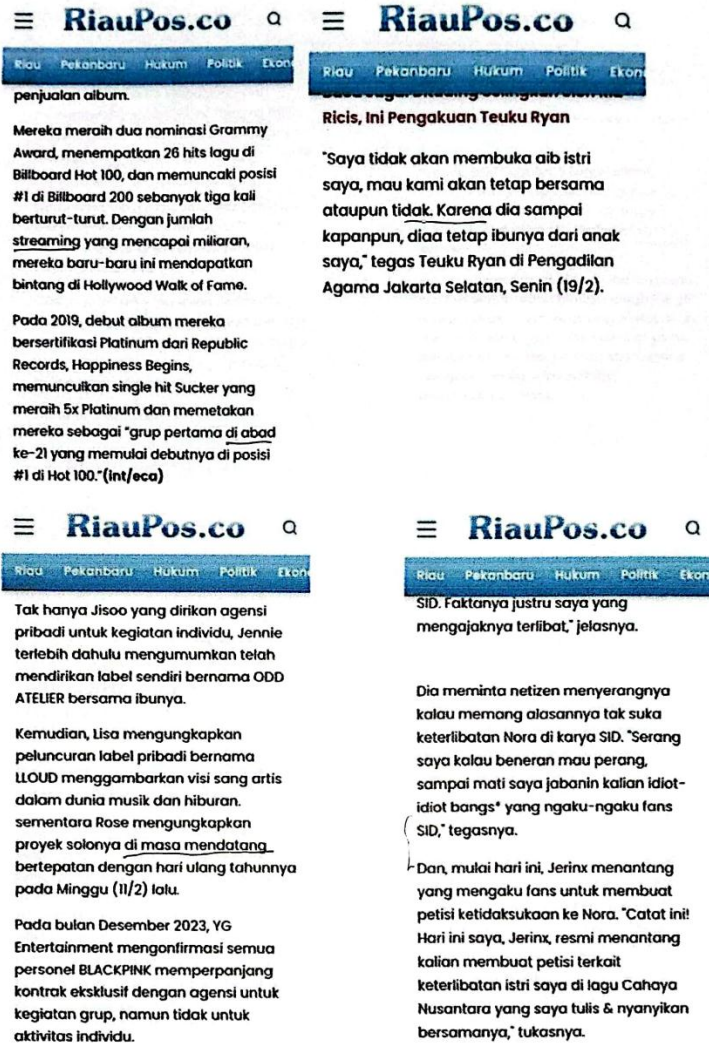 RiauPos.co
Riau Pekanbaru Hukum Politik Ekon
penjualan album.
Mereka meraih dua nominasi Grammy
Award, menempatkan 26 hits lagu di
Billboard Hot 100, dan memuncaki posisi
#1 di Billboard 200 sebanyak tiga kali
berturut-turut. Dengan jumlah
streaming yang mencapai miliaran,
mereka baru-baru ini mendapatkan
bintang di Hollywood Walk of Fame.
Pada 2019, debut album mereka
bersertifikasi Platinum dari Republic
Records, Happiness Begins,
memunculkan single hit Sucker yang
meraih 5x Platinum dan memetakan
mereka sebagai "grup pertama di abad
ke-21 yang memulai debutnya di posisi
#1 di Hot 100."(int/eca)
RiauPos.co
Riau Pekanbaru Hukum Politik Ekon
Ricis, Ini Pengakuan Teuku Ryan
"Saya tidak akan membuka aib istri
saya, mau kami akan tetap bersama
ataupun tidak. Karena dia sampai
kapanpun, diaa tetap ibunya dari anak
saya," tegas Teuku Ryan di Pengadilan
Agama Jakarta Selatan, Senin (19/2).
RiauPos.co
Riau Pekanbaru Hukum Politik Ekon
Tak hanya Jisoo yang dirikan agensi
pribadi untuk kegiatan individu, Jennie
terlebih dahulu mengumumkan telah
mendirikan label sendiri bernama ODD
ATELIER bersama ibunya.
Kemudian, Lisa mengungkapkan
peluncuran label pribadi bernama
LLOUD menggambarkan visi sang artis
dalam dunia musik dan hiburan.
sementara Rose mengungkapkan
proyek solonya di masa mendatang
bertepatan dengan hari ulang tahunnya
pada Minggu (11/2) lalu.
Pada bulan Desember 2023, YG
Entertainment mengonfirmasi semua
personel BLACKPINK memperpanjang
kontrak eksklusif dengan agensi untuk
kegiatan grup, namun tidak untuk
aktivitas individu.
RiauPos.co
Riau Pekanbaru Hukum Politik Ekon
SID. Faktanya justru saya yang
mengajaknya terlibat," jelasnya.
Dia meminta netizen menyerangnya
kalau memang alasannya tak suka
keterlibatan Nora di karya SID. "Serang
saya kalau beneran mau perang,
sampai mati saya jabanin kalian idiot-
idiot bangs* yang ngaku-ngaku fans
SID," tegasnya.
Dan, mulai hari ini, Jerinx menantang
yang mengaku fans untuk membuat
petisi ketidaksukaan ke Nora. "Catat ini!
Hari ini saya, Jerinx, resmi menantang
kalian membuat petisi terkait
keterlibatan istri saya di lagu Cahaya
Nusantara yang saya tulis & nyanyikan
bersamanya," tukasnya.